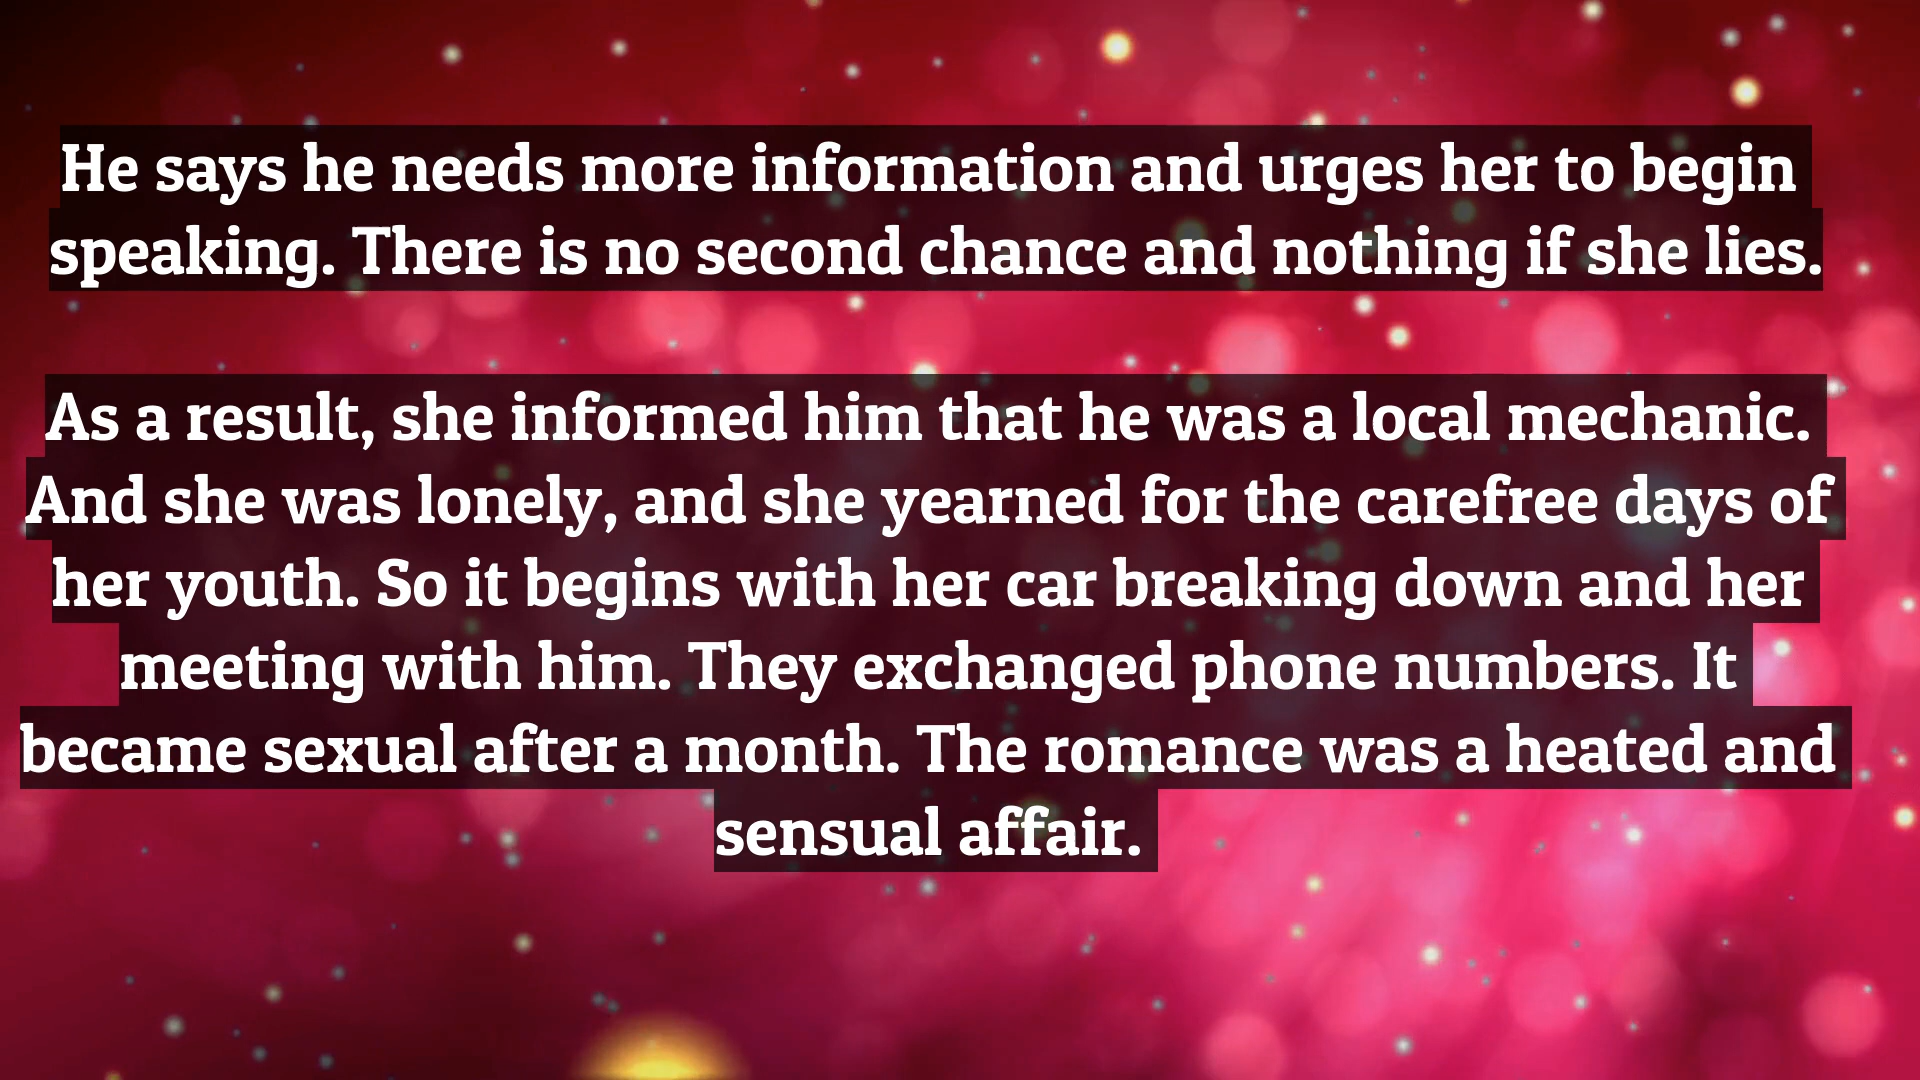 He says he needs more information and urges her to begin
speaking. There is no second chance and nothing if she lies.
As a result, she informed him that he was a local mechanic.
And she was lonely, and she yearned for the carefree days of
her youth. So it begins with her car breaking down and her
meeting with him. They exchanged phone numbers. It
became sexual after a month. The romance was a heated and
sensual affair.